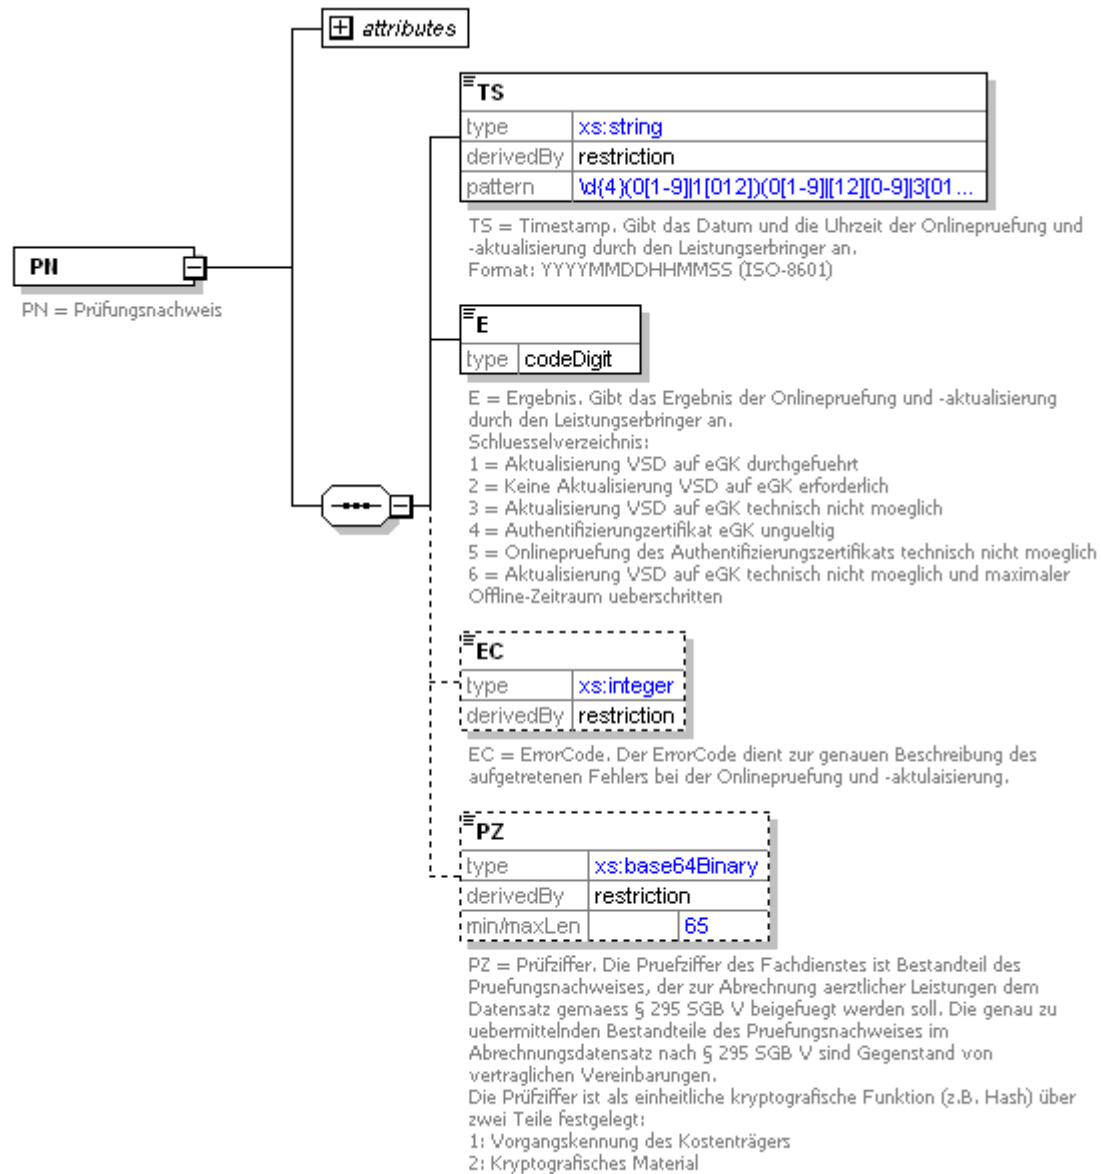 attributes
TS
type xs:string
derivedBy restriction
pattern \d{4}(0[1-9]|1[012])(0[1-9]|[12][0-9]|3[01...
TS = Timestamp. Gibt das Datum und die Uhrzeit der Onlinepruefung und
-aktualisierung durch den Leistungserbringer an.
Format: YYYYMMDDHHMMSS (ISO-8601)
PN
PN = Prüfungsnachweis
E
type codeDigit
E = Ergebnis. Gibt das Ergebnis der Onlinepruefung und -aktualisierung
durch den Leistungserbringer an.
Schluesselverzeichnis:
1 = Aktualisierung VSD auf eGK durchgefuehrt
2 = Keine Aktualisierung VSD auf eGK erforderlich
3 = Aktualisierung VSD auf eGK technisch nicht moeglich
4 = Authentifizierungzertifikat eGK ungueltig
5 = Onlinepruefung des Authentifizierungszertifikats technisch nicht moeglich
6 = Aktualisierung VSD auf eGK technisch nicht moeglich und maximaler
Offline-Zeitraum ueberschritten
EC
type xs:integer
derivedBy restriction
EC = ErrorCode. Der ErrorCode dient zur genauen Beschreibung des
aufgetretenen Fehlers bei der Onlinepruefung und -aktulaisierung.
PZ
type xs:base64Binary
derivedBy restriction
min/maxLen 65
PZ = Prüfziffer. Die Pruefziffer des Fachdienstes ist Bestandteil des
Pruefungsnachweises, der zur Abrechnung aerztlicher Leistungen dem
Datensatz gemaess § 295 SGB V beigefuegt werden soll. Die genau zu
uebermittelnden Bestandteile des Pruefungsnachweises im
Abrechnungsdatensatz nach § 295 SGB V sind Gegenstand von
vertraglichen Vereinbarungen.
Die Prüfziffer ist als einheitliche kryptografische Funktion (z.B. Hash) über
zwei Teile festgelegt:
1: Vorgangskennung des Kostenträgers
2: Kryptografisches Material